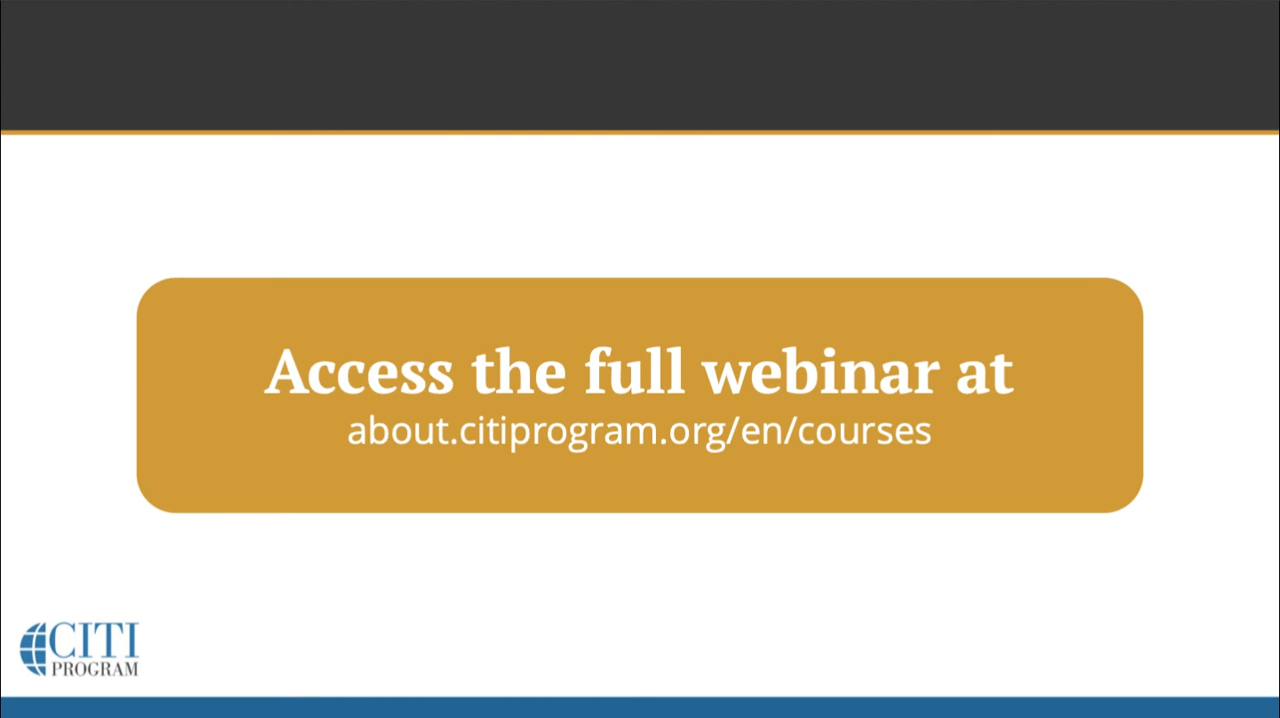 Access the full webinar at
about.citiprogram.org/en/courses
CITI
PROGRAM